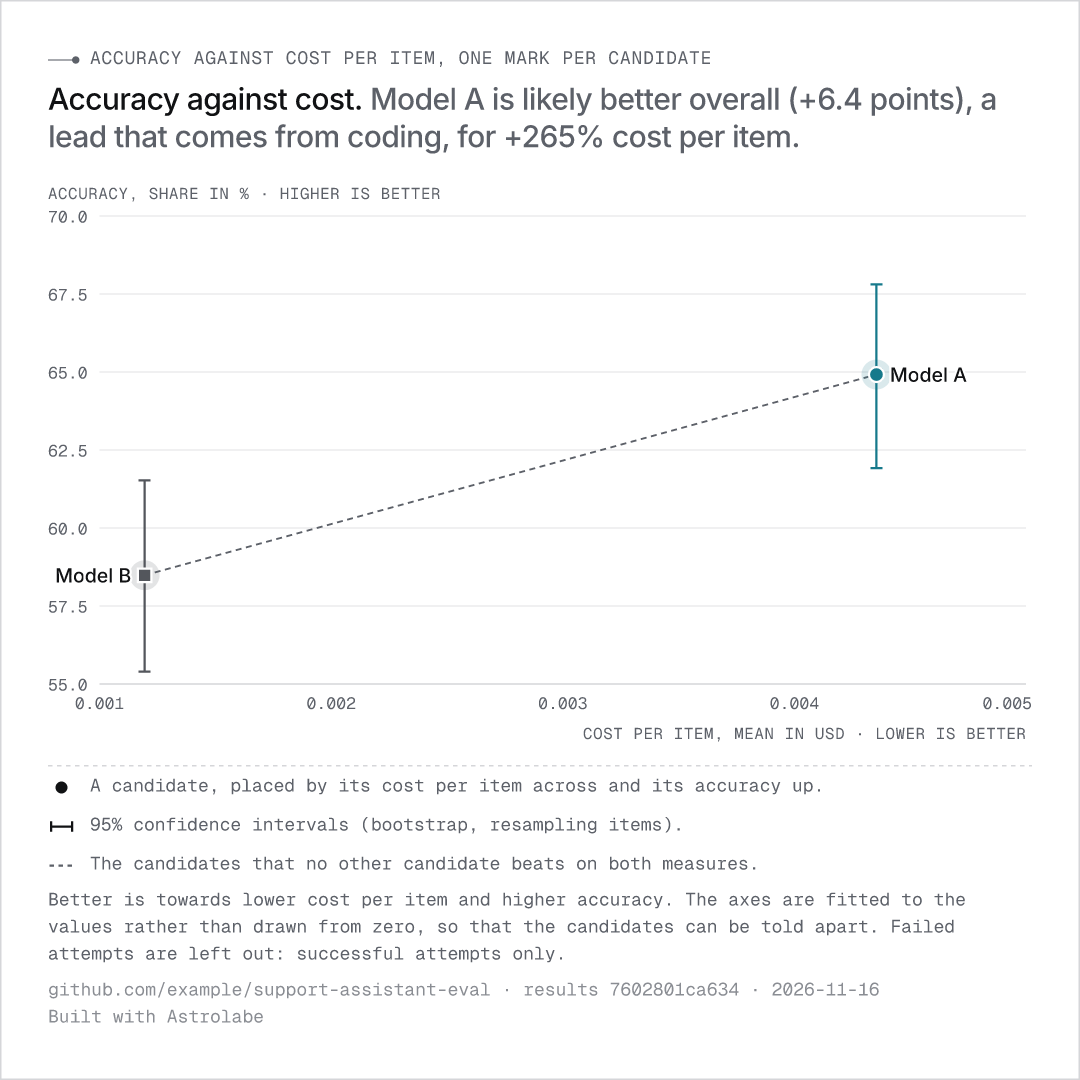 ACCURACY AGAINST COST PER ITEM, ONE MARK PER CANDIDATE
Accuracy against cost. Model A is likely better overall (+6.4 points), a
lead that comes from coding, for +265% cost per item.
ACCURACY, SHARE IN % · HIGHER IS BETTER
70.0
67.5
65.0
Model A
62.5
60.0
Model B
57.5
55.0
0.001 0.002 0.003 0.004 0.005
COST PER ITEM, MEAN IN USD · LOWER IS BETTER
A candidate, placed by its cost per item across and its accuracy up.
95% confidence intervals (bootstrap, resampling items).
The candidates that no other candidate beats on both measures.
Better is towards lower cost per item and higher accuracy. The axes are fitted to the
values rather than drawn from zero, so that the candidates can be told apart. Failed
attempts are left out: successful attempts only.
github.com/example/support-assistant-eval · results 7602801ca634 · 2026-11-16
Built with Astrolabe